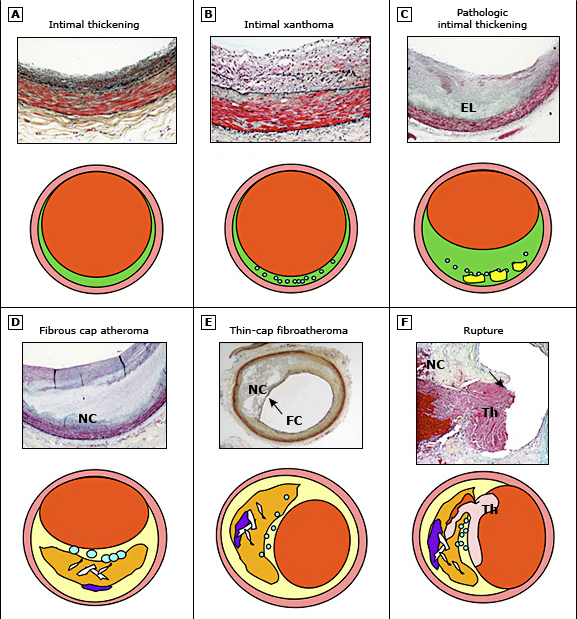 A
Intimal thickening
B
Intimal xanthoma
C
Pathologic
intimal thickening
EL
D
Fibrous cap atheroma
NC
E
Thin-cap fibroatheroma
NC
FC
F
Rupture
NC
Th
Th